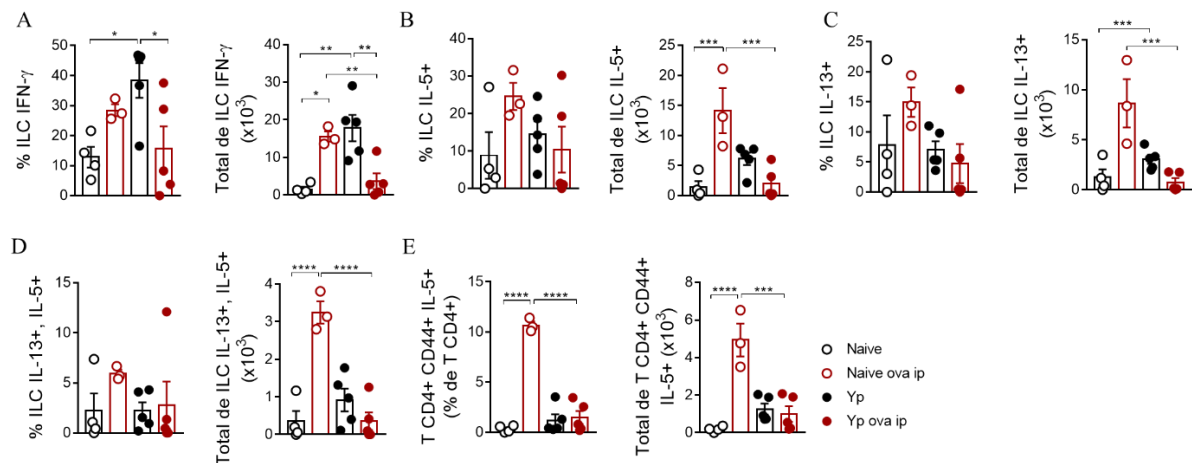 A
B
C
* *
% ILC IFN-γ
50
40
30
20
10
0
** **
**
*
Total de ILC IFN-γ
(x10³)
40
30
20
10
0
% ILC IL-5+
40
30
20
10
0
*** ***
Total de ILC IL-5+
(x10³)
25
20
15
10
5
0
% ILC IL-13+
25
20
15
10
5
0
***
***
Total de ILC IL-13+
(x10³)
15
10
5
0
D
E
% ILC IL-13+, IL-5+
15
10
5
0
**** ****
Total de ILC IL-13+, IL-5+
(x10³)
4
3
2
1
0
**** ****
T CD4+ CD44+ IL-5+
(% de T CD4+)
15
10
5
0
**** ***
Total de T CD4+ CD44+
IL-5+ (x10³)
8
6
4
2
0
Naive
Naive ova ip
Yp
Yp ova ip